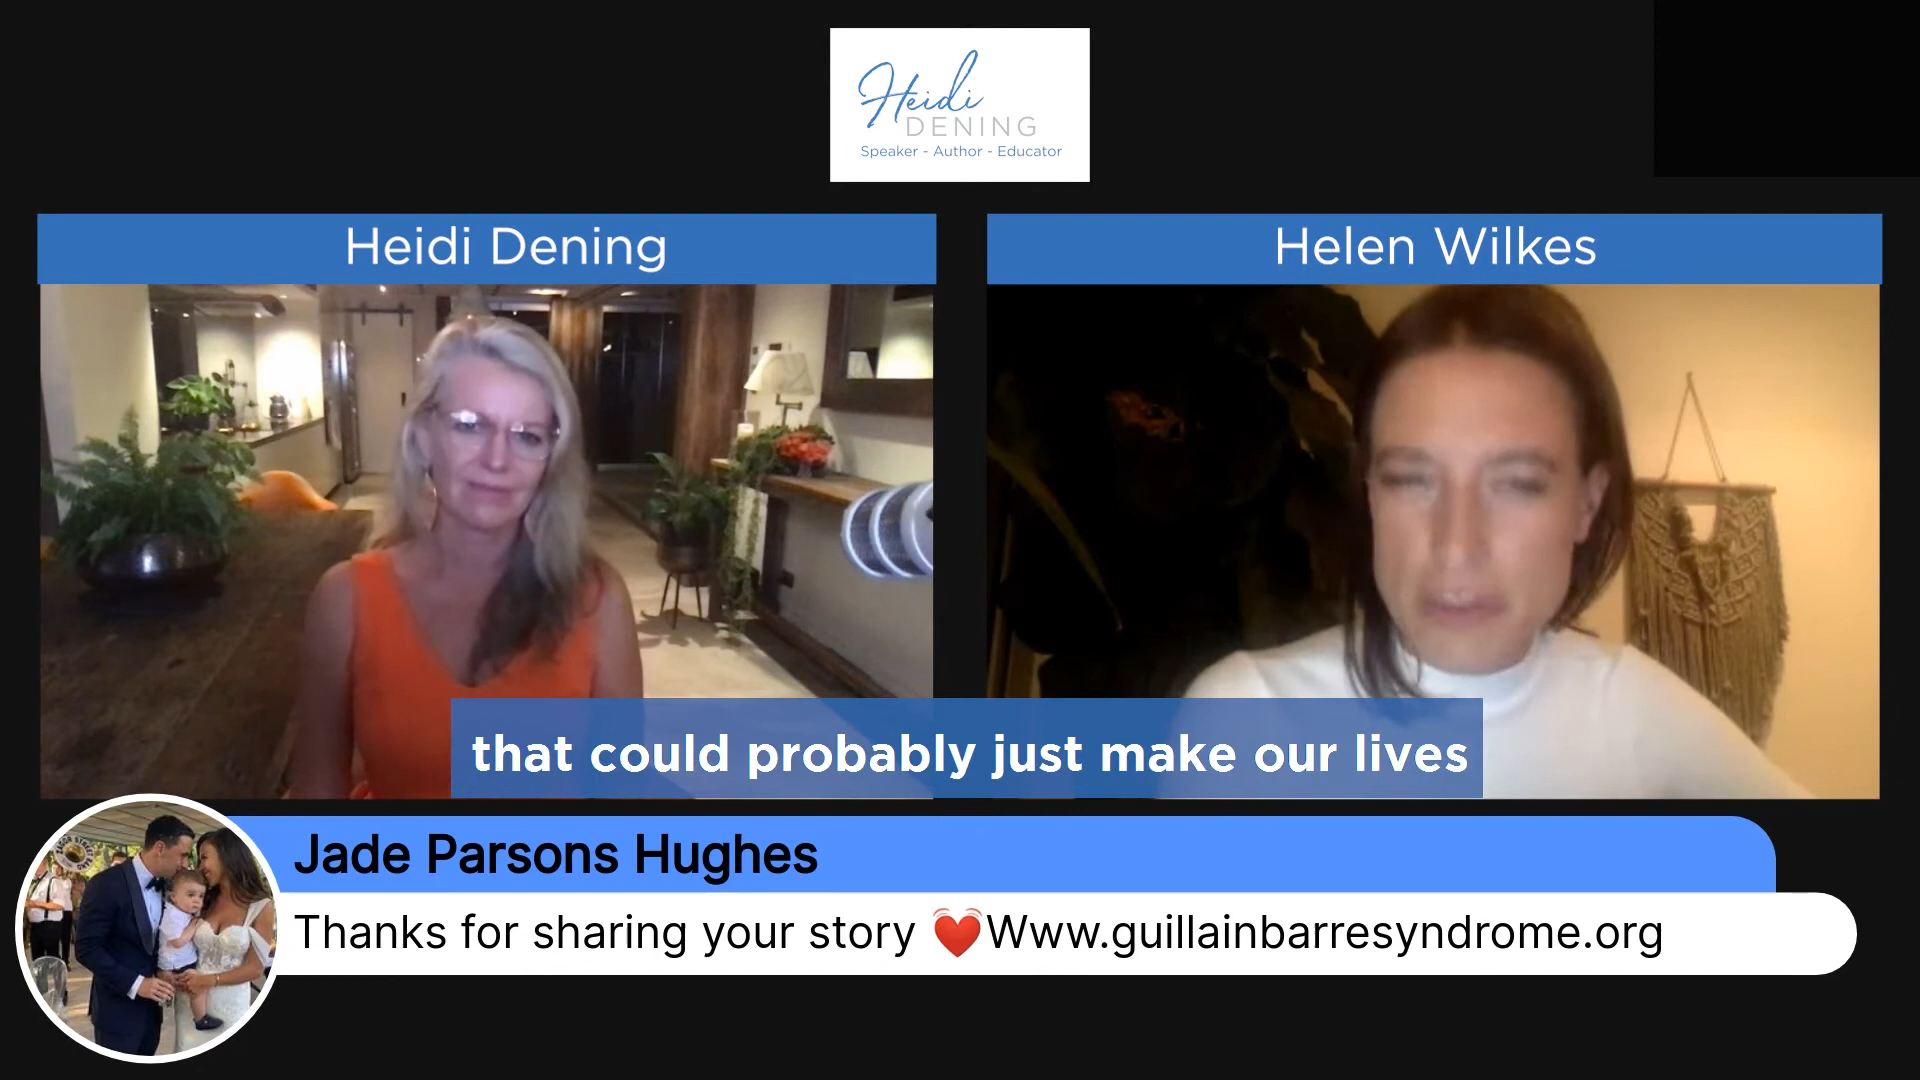 Heidi
DENING
Speaker - Author - Educator
Heidi Dening
Helen Wilkes
that could probably just make our lives
Jade Parsons Hughes
Thanks for sharing your story 💓Www.guillainbarresyndrome.org